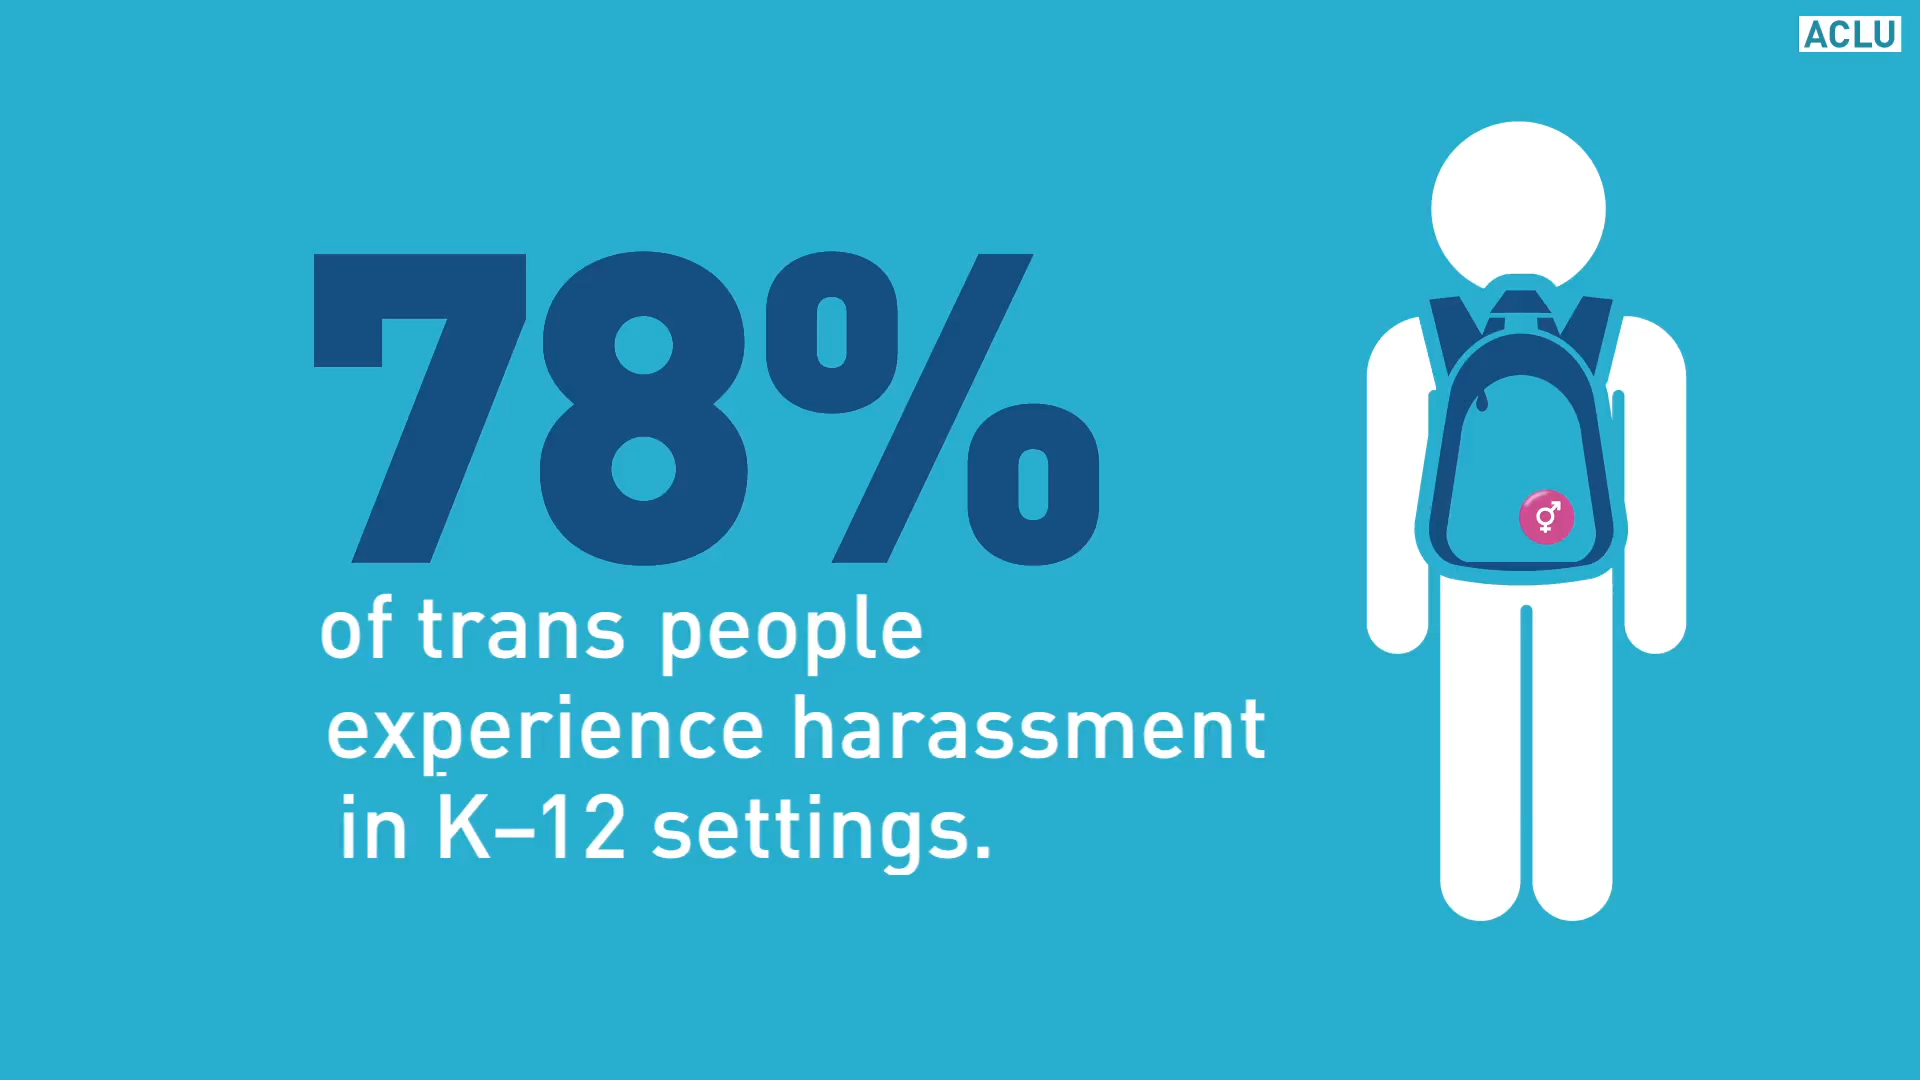 ACLU
78%
of trans people
experience harassment
in K–12 settings.